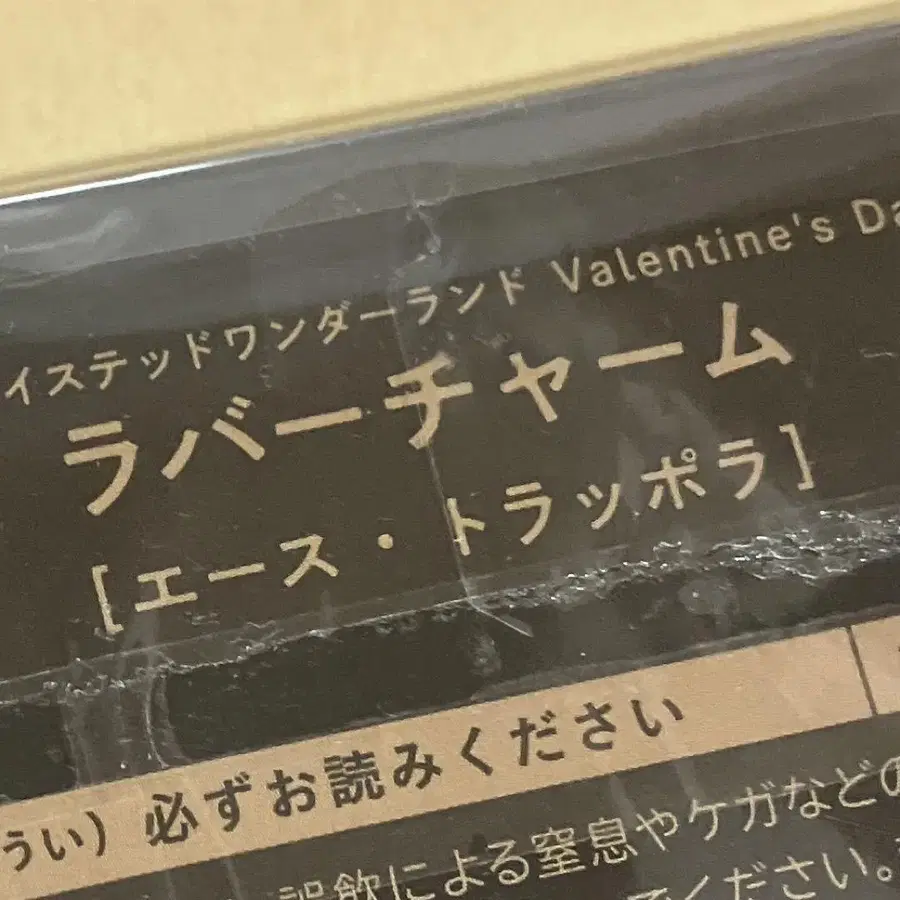 イステッドワンダーランド Valentine's Da
ラバーチャーム
[エース・トラッポラ]
うい) 必ずお読みください
誤飲による窒息やケガなどの
ください。